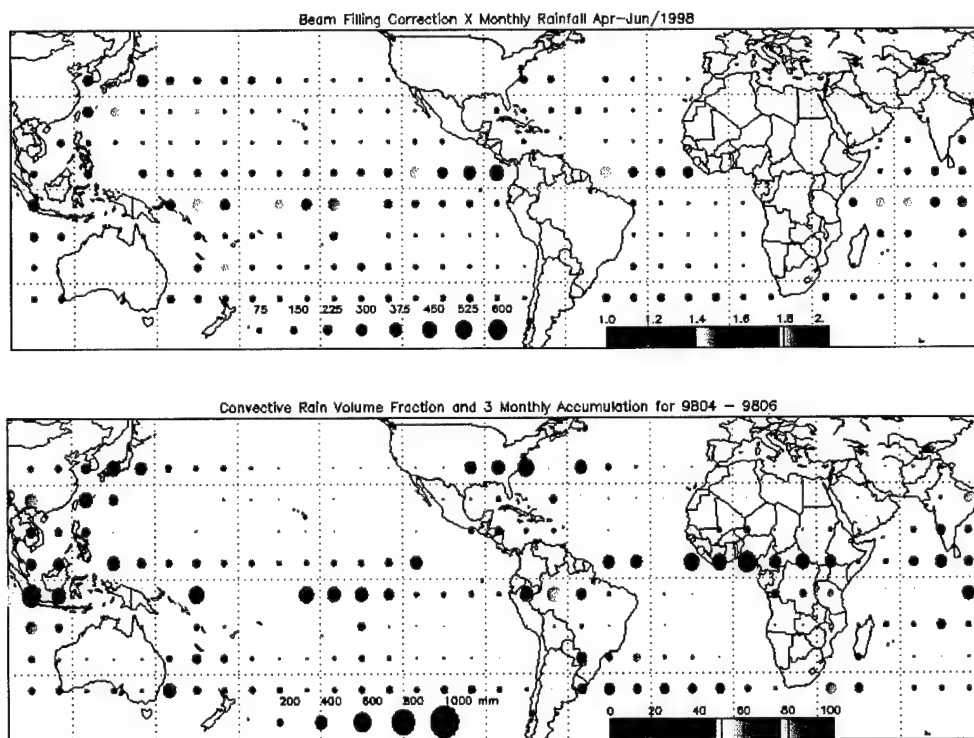 Beam Filling Correction X Monthly Rainfall Apr-Jun/1998
75 150 225 300 375 450 525 600
1.0 1.2 1.4 1.6 1.8 2.
Convective Rain Volume Fraction and 3 Monthly Accumulation for 9804 - 9806
200 400 600 800 1000 mm
0 20 40 60 80 100